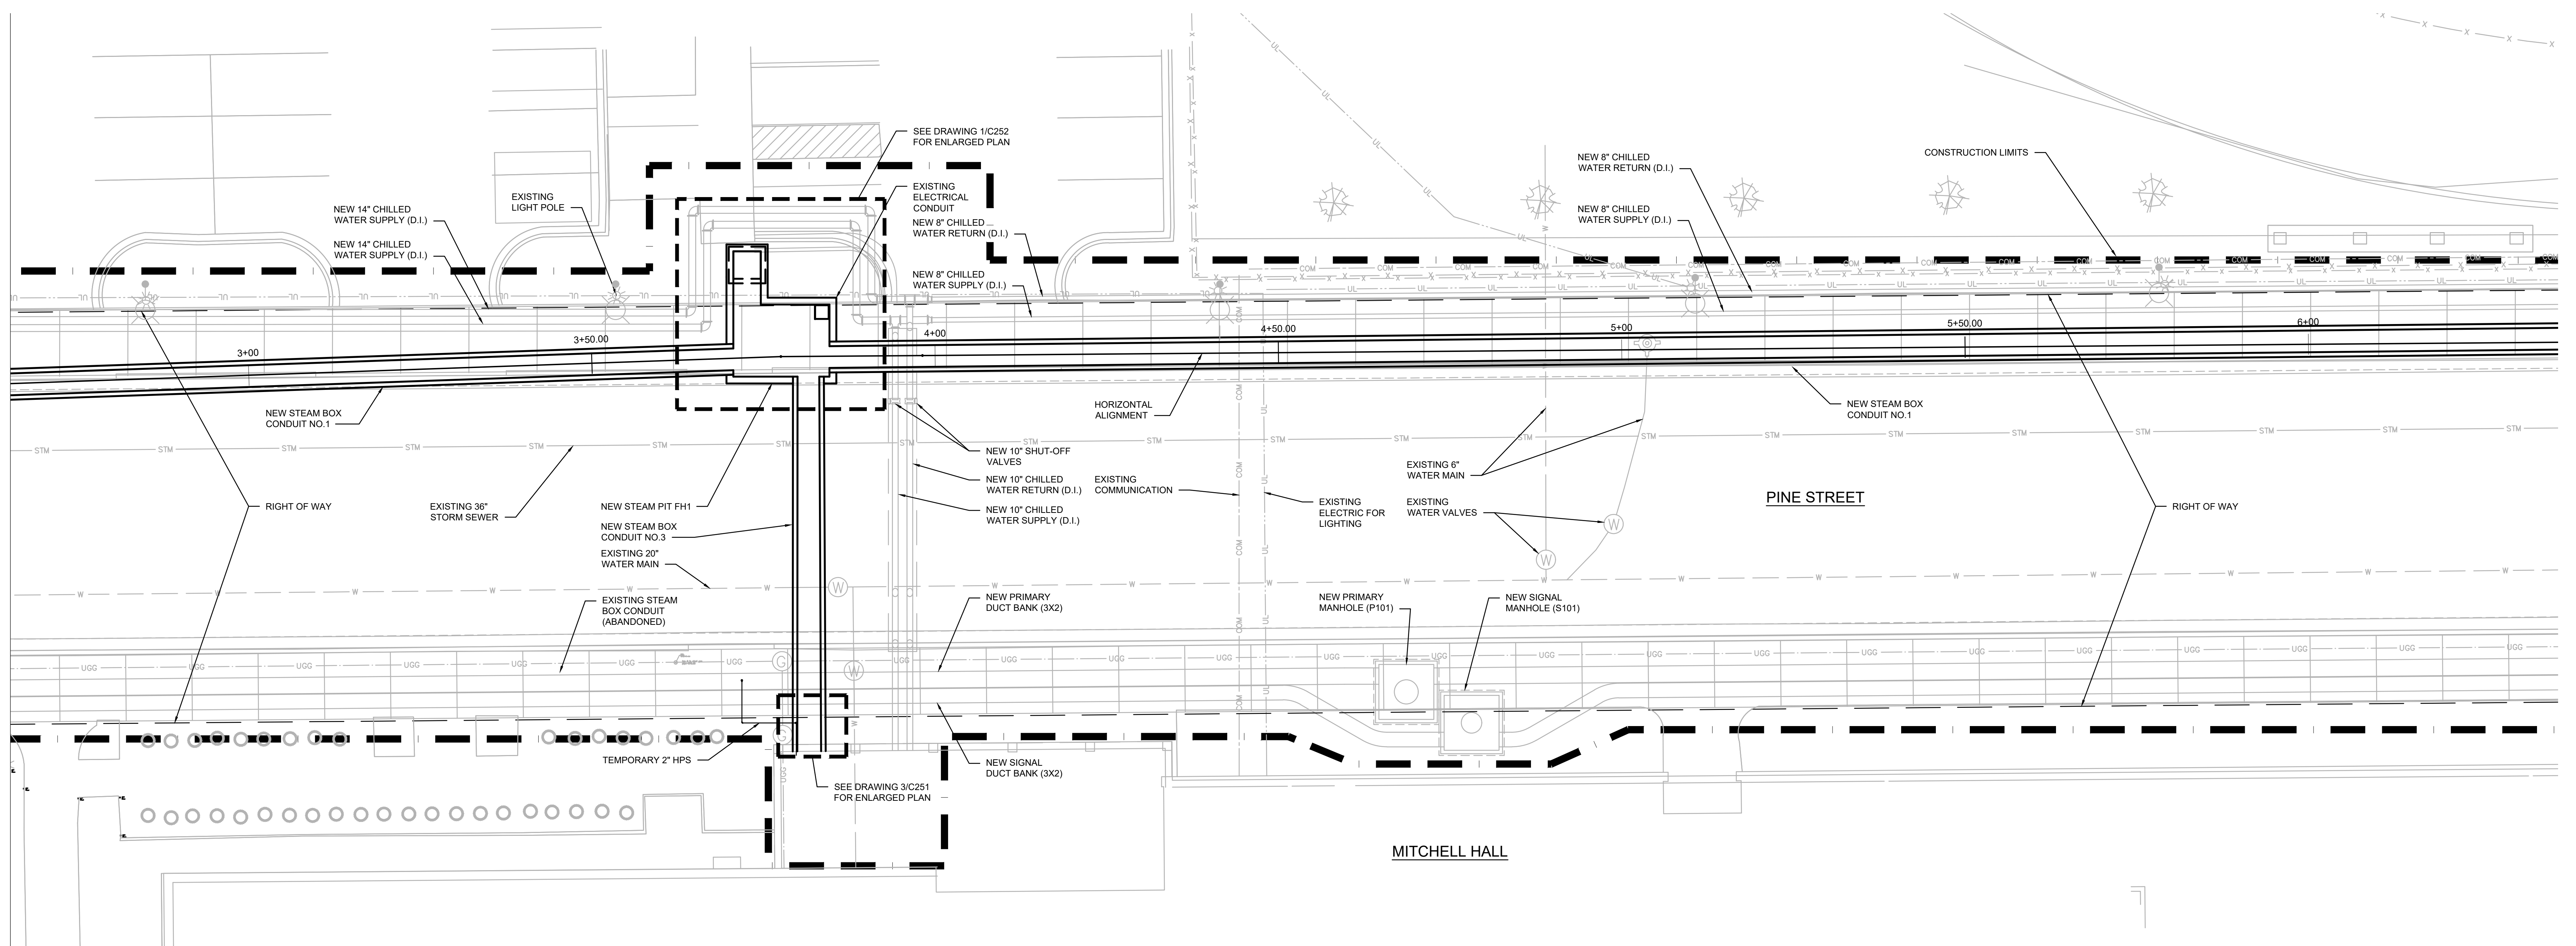 SEE DRAWING 1/C252
FOR ENLARGED PLAN
NEW 8" CHILLED
WATER RETURN (D.I.)
CONSTRUCTION LIMITS
EXISTING
LIGHT POLE
EXISTING
ELECTRICAL
CONDUIT
NEW 14" CHILLED
WATER SUPPLY (D.I.)
NEW 8" CHILLED
WATER RETURN (D.I.)
NEW 8" CHILLED
WATER SUPPLY (D.I.)
NEW 14" CHILLED
WATER SUPPLY (D.I.)
NEW 8" CHILLED
WATER SUPPLY (D.I.)
3+00
3+50.00
4+00
4+50.00
5+00
5+50.00
6+00
NEW STEAM BOX
CONDUIT NO.1
HORIZONTAL
ALIGNMENT
NEW STEAM BOX
CONDUIT NO.1
STM
NEW 10" SHUT-OFF
VALVES
EXISTING 6"
WATER MAIN
NEW 10" CHILLED
WATER RETURN (D.I.)
EXISTING
COMMUNICATION
PINE STREET
RIGHT OF WAY
EXISTING 36"
STORM SEWER
NEW STEAM PIT FH1
NEW 10" CHILLED
WATER SUPPLY (D.I.)
EXISTING
ELECTRIC FOR
LIGHTING
EXISTING
WATER VALVES
RIGHT OF WAY
NEW STEAM BOX
CONDUIT NO.3
EXISTING 20"
WATER MAIN
W
EXISTING STEAM
BOX CONDUIT
(ABANDONED)
NEW PRIMARY
DUCT BANK (3X2)
NEW PRIMARY
MANHOLE (P101)
NEW SIGNAL
MANHOLE (S101)
UGG
G
COM
UL
X
TEMPORARY 2" HPS
NEW SIGNAL
DUCT BANK (3X2)
SEE DRAWING 3/C251
FOR ENLARGED PLAN
MITCHELL HALL